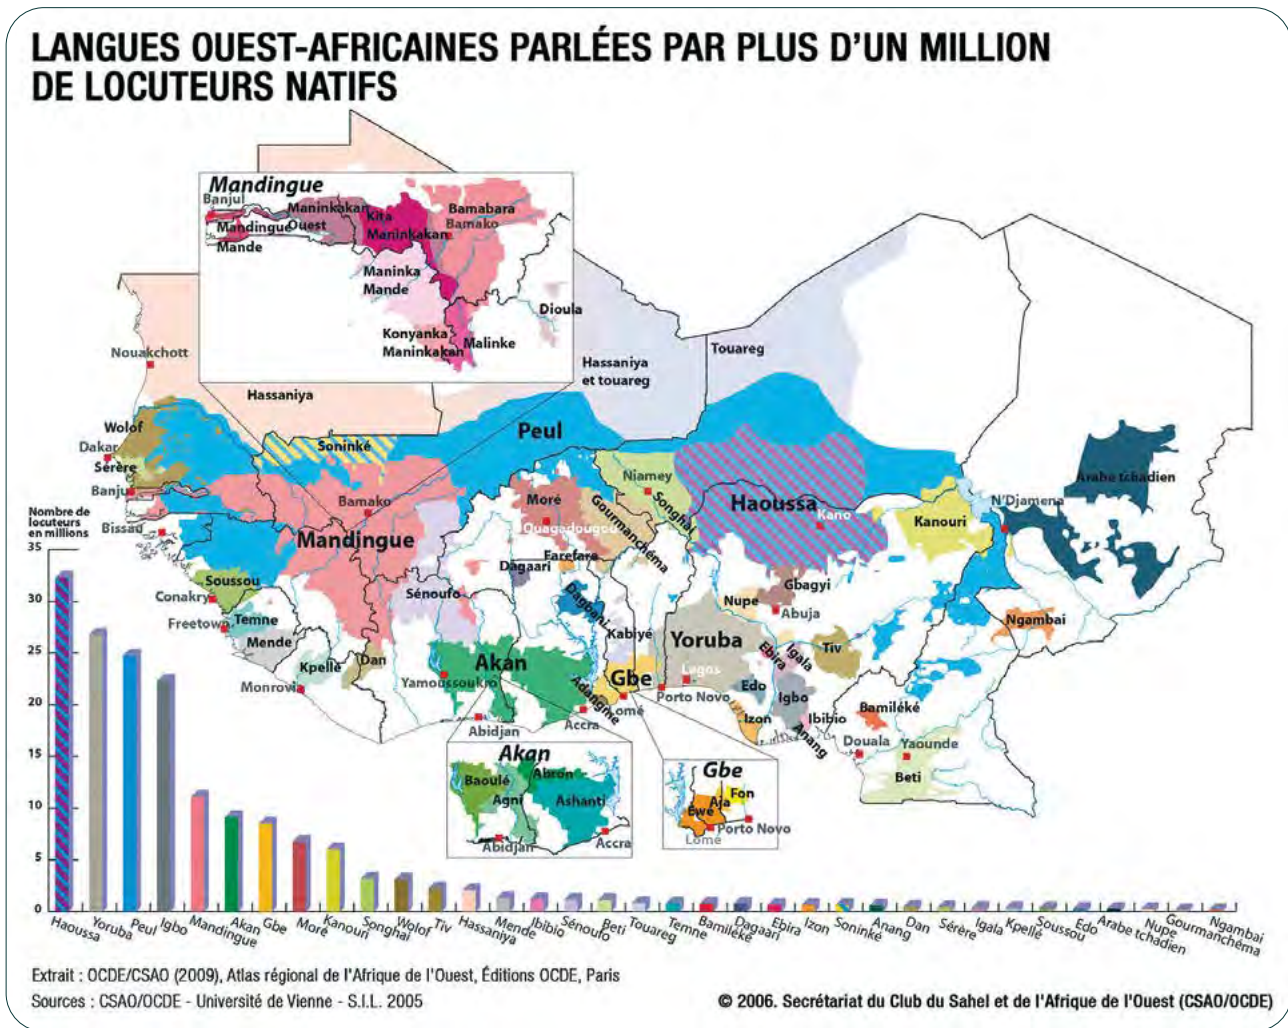 LANGUES OUEST-AFRICAINES PARLÉES PAR PLUS D'UN MILLION
DE LOCUTEURS NATIFS
Mandingue
Banjul
Maninkakan
Ouest
Mandingue
Mande
Kita
Maninkakan
Bamabara
Bamako
Maninka
Mande
Dioula
Konyanka
Maninkakan
Malinke
Nouakchott
Hassaniya
Hassaniya
et touareg
Touareg
Wolof
Dakar
Sérère
Banjul
Bissau
Soninké
Peul
Bamako
Mandingue
Moré
Ouagadougou
Gourmanchéma
Niamey
Songhai
Haoussa
Kano
Kanouri
N'Djamena
Arabe tchadien
Soussou
Conakry
Freetown
Temne
Mende
Kpellé
Monrovia
Dan
Sénoufo
Dagaari
Farefare
Dagbani
Kabiyé
Akan
Yamoussoukro
Abidjan
Adangme
Accra
Gbe
Lomé
Porto Novo
Yoruba
Lagos
Nupe
Gbagyi
Abuja
Ebira
Igala
Tiv
Edo
Igbo
Izon
Ibibio
Anang
Ngambai
Bamiléké
Douala
Yaounde
Beti
Akan
Baoulé
Abron
Agni
Ashanti
Abidjan
Accra
Gbe
Fon
Aja
Ewe
Porto Novo
Lomé
Nombre de
locuteurs
en millions
35
30
25
20
15
10
5
0
Haoussa
Yoruba
Peul
Igbo
Mandingue
Akan
Gbe
Moré
Kanouri
Songhai
Wolof
Tiv
Hassaniya
Mende
Ibibio
Sénoufo
Beti
Touareg
Temne
Bamiléké
Dagaari
Ebira
Izon
Soninké
Anang
Dan
Sérère
Igala
Kpellé
Soussou
Edo
Arabe tchadien
Nupe
Gourmanchéma
Ngambai
Extrait : OCDE/CSAO (2009), Atlas régional de l'Afrique de l'Ouest, Éditions OCDE, Paris
Sources : CSAO/OCDE - Université de Vienne - S.I.L. 2005
© 2006. Secrétariat du Club du Sahel et de l'Afrique de l'Ouest (CSAO/OCDE)